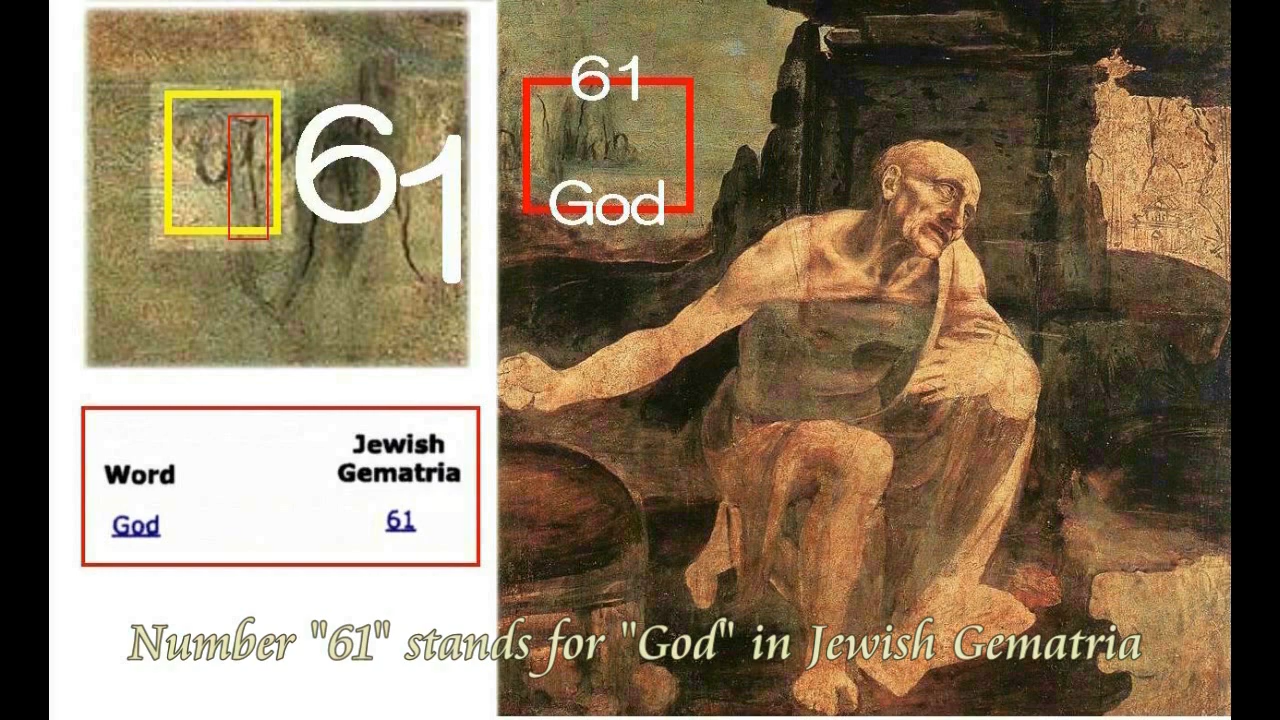 61
61
God
Word
Jewish
Gematria
God
61
Number "61" stands for "God" in Jewish Gematria